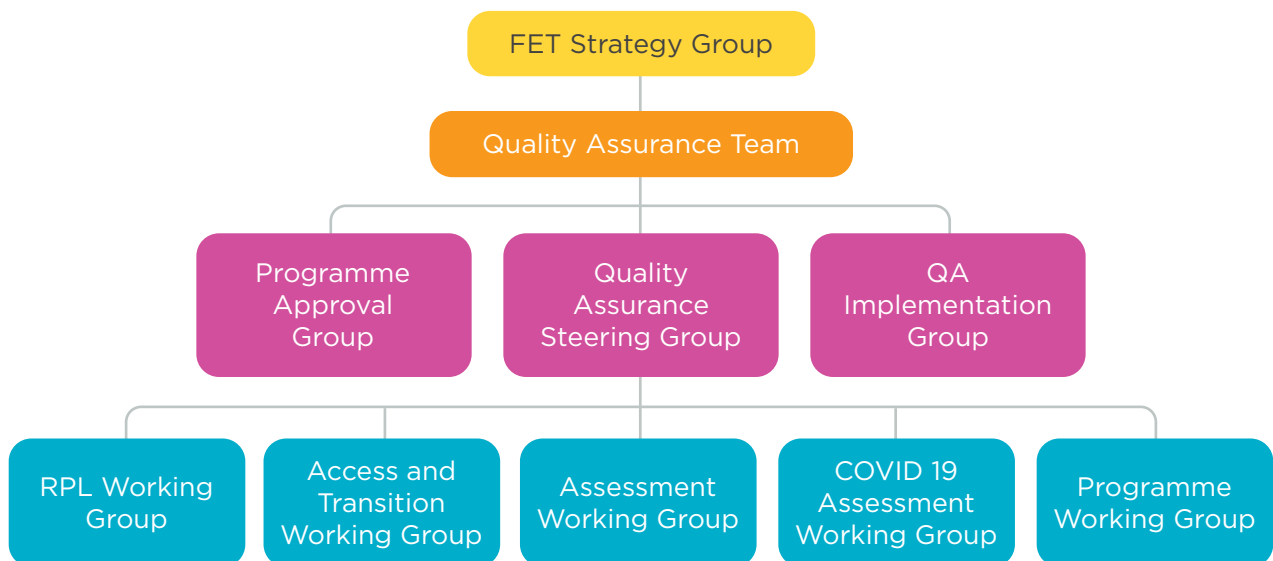 FET Strategy Group
Quality Assurance Team
Programme
Approval
Group
Quality
Assurance
Steering Group
QA
Implementation
Group
RPL Working
Group
Access and
Transition
Working Group
Assessment
Working Group
COVID 19
Assessment
Working Group
Programme
Working Group